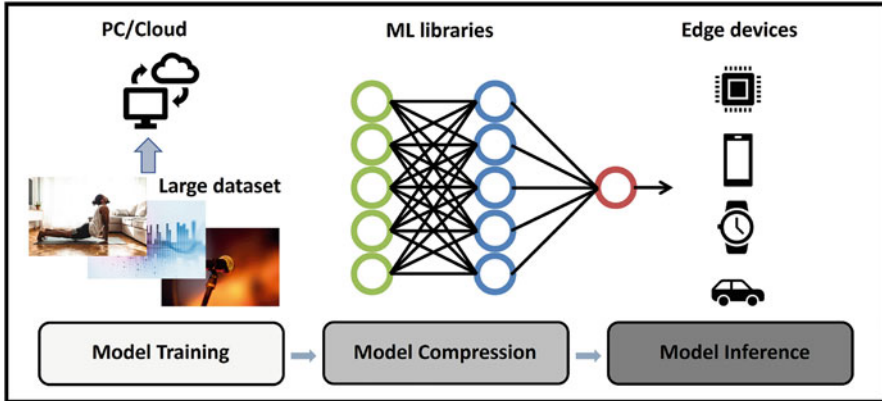 PC/Cloud
ML libraries
Edge devices
Large dataset
Model Training
Model Compression
Model Inference